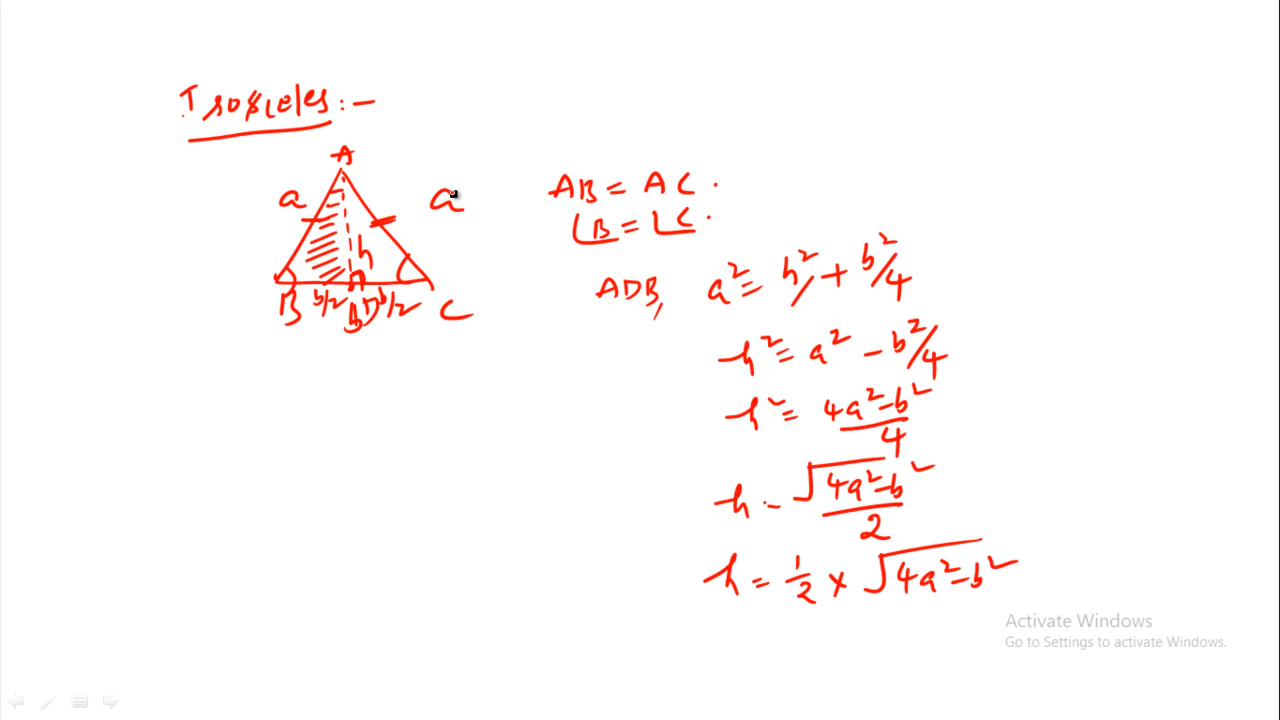 Isosceles :-
A
a a
h
B b/2 D b/2 C
b
AB = AC .
∟B = ∟C .
ADB, a² = h² + b²/4
h² = a² - b²/4
h² = 4a²-b²/4
h = √4a²-b²/2
h = 1/2 × √4a²-b²
Activate Windows
Go to Settings to activate Windows.